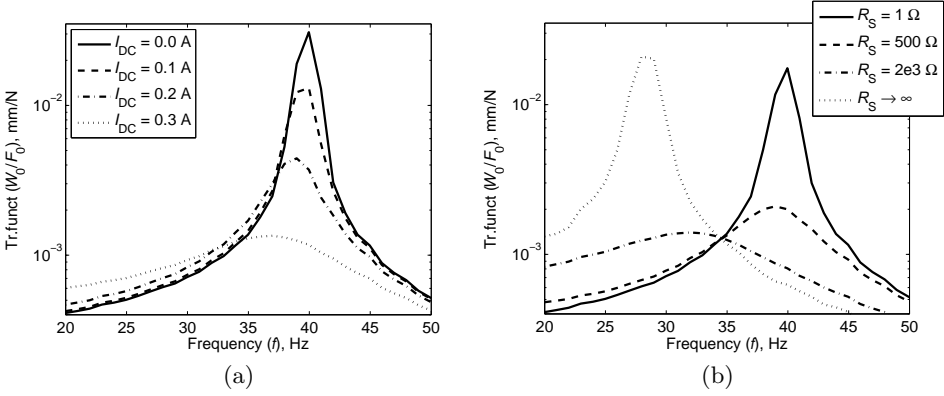 I_DC = 0.0 A
I_DC = 0.1 A
I_DC = 0.2 A
I_DC = 0.3 A
Tr.funct (W_0/F_0), mm/N
10^−2
10^−3
20 25 30 35 40 45 50
Frequency (f), Hz
(a)
R_S = 1 Ω
R_S = 500 Ω
R_S = 2e3 Ω
R_S → ∞
Tr.funct (W_0/F_0), mm/N
10^−2
10^−3
20 25 30 35 40 45 50
Frequency (f), Hz
(b)